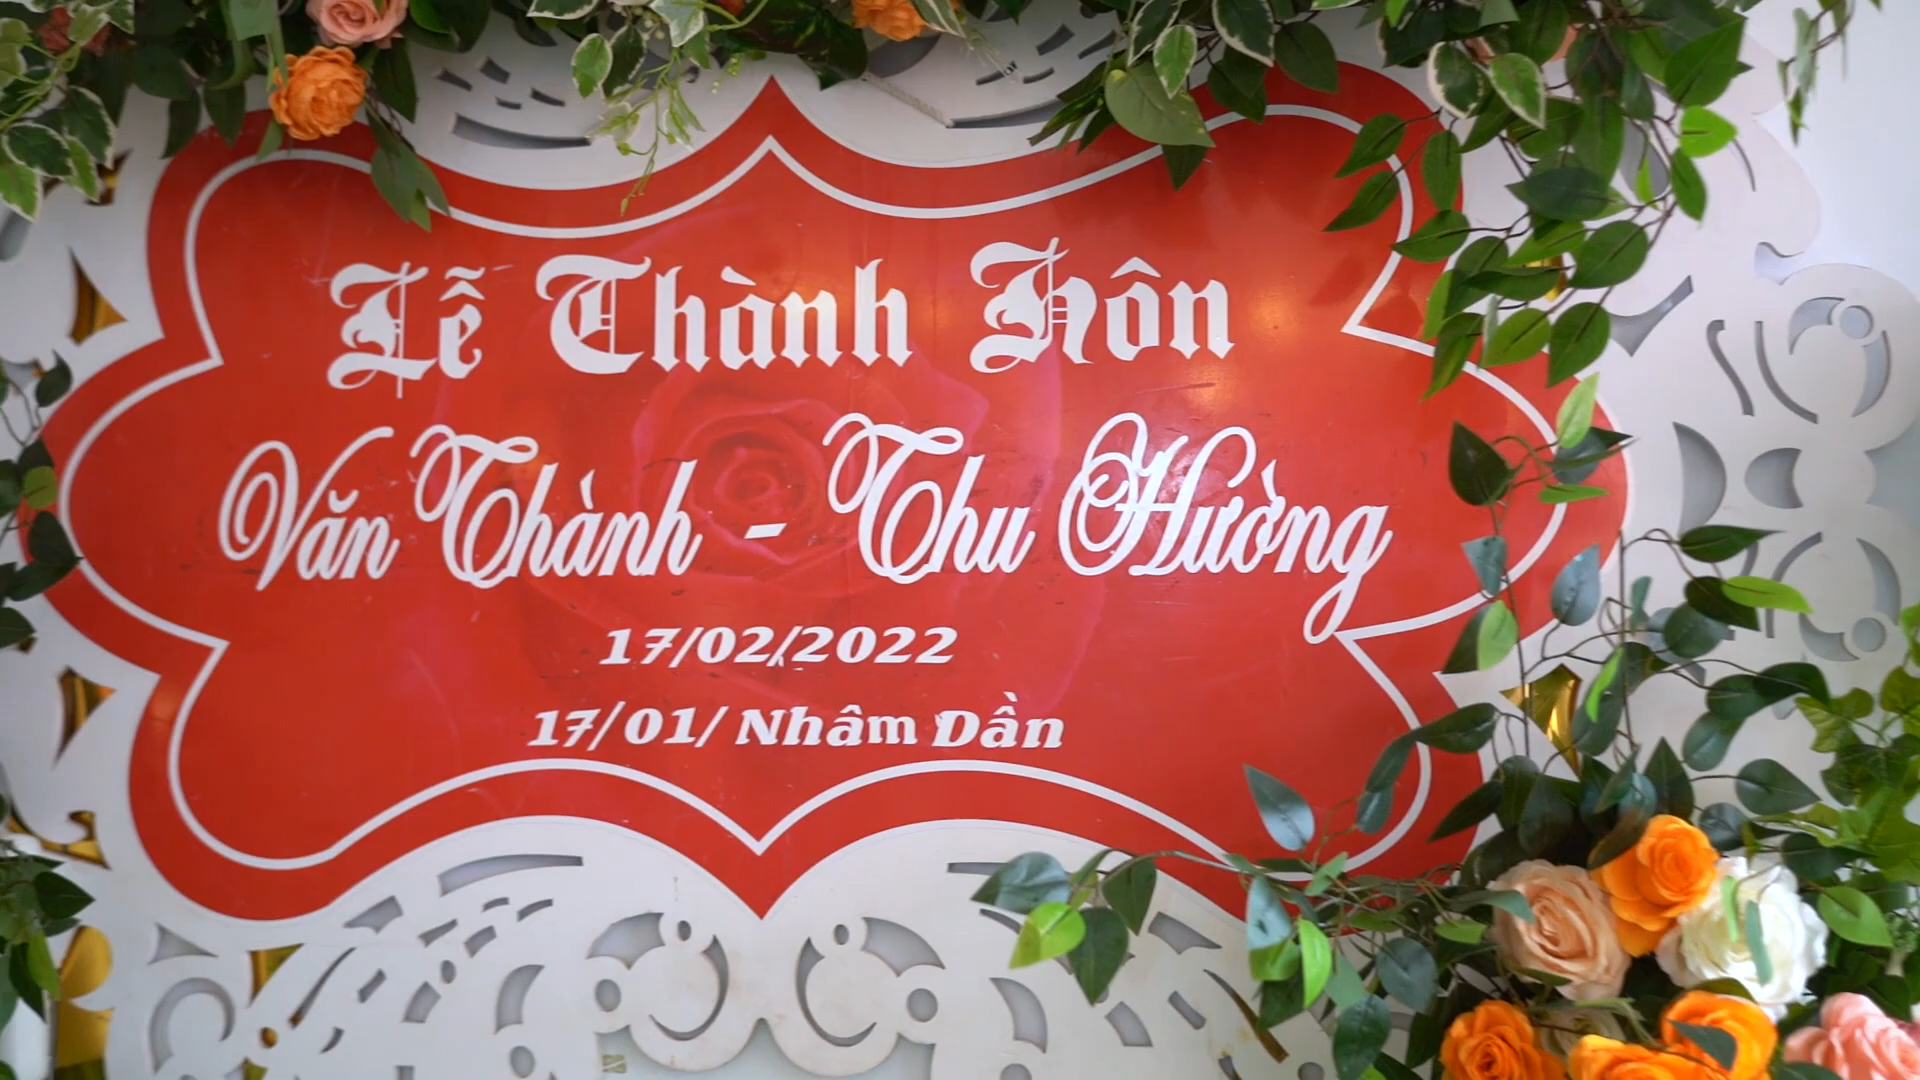 Lễ Thành Hôn
Văn Thành - Thu Hường
17/02/2022
17/01/ Nhâm Dần